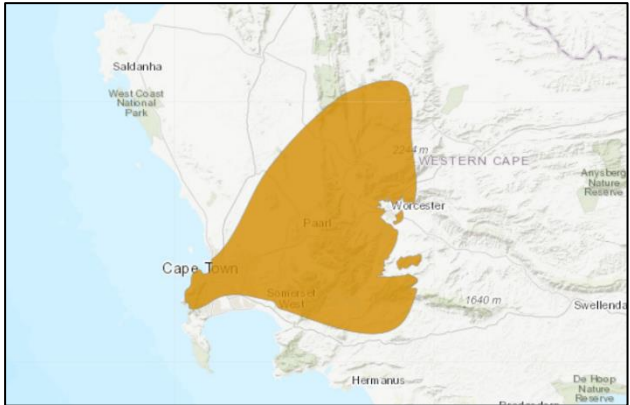 Saldanha
West Coast
National
Park
2244 m
WESTERN CAPE
Anysberg
Nature
Reserve
Worcester
Paarl
Cape Town
Somerset
West
1640 m
Swellenda
Hermanus
De Hoop
Nature
Reserve